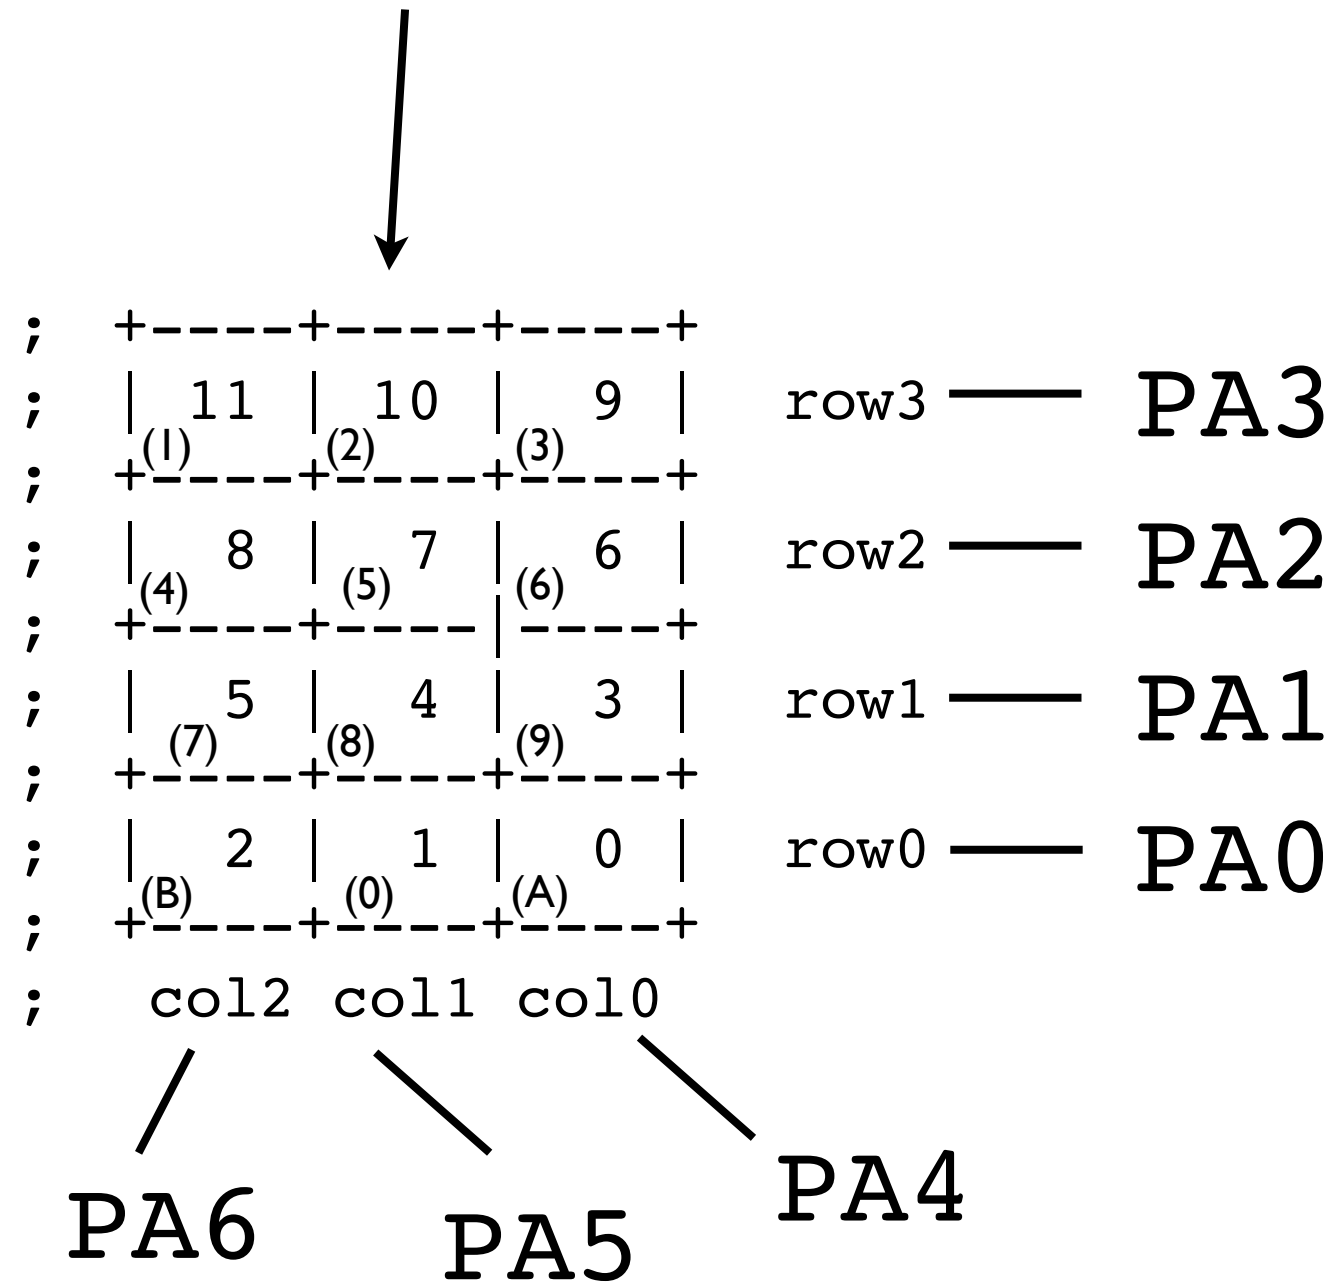 ; +----+----+----+
; | 11 | 10 | 9 | row3 PA3
(1) (2) (3)
; +----+----+----+
; | 8 | 7 | 6 | row2 PA2
(4) (5) (6)
; +----+---- | ----+
; | 5 | 4 | 3 | row1 PA1
(7) (8) (9)
; +----+----+----+
; | 2 | 1 | 0 | row0 PA0
(B) (0) (A)
; +----+----+----+
; col2 col1 col0
PA6 PA5 PA4